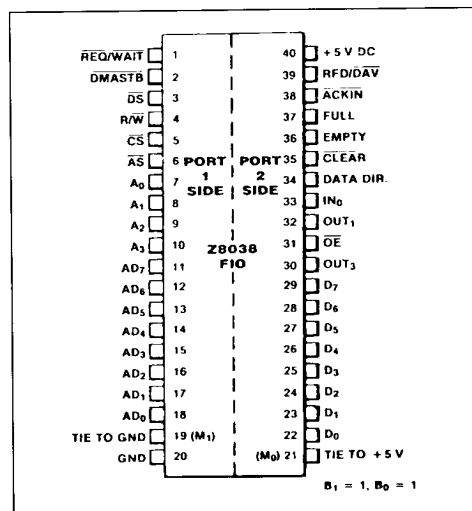 REQ/WAIT 1 40 +5 V DC
DMASTB 2 39 RFD/DAV
DS 3 38 ACKIN
R/W 4 37 FULL
CS 5 36 EMPTY
AS 6 35 CLEAR
PORT 1 SIDE
PORT 2 SIDE
A0 7 34 DATA DIR.
A1 8 33 IN0
A2 9 32 OUT1
A3 10 31 OE
Z8038
FIO
AD7 11 30 OUT3
AD6 12 29 D7
AD5 13 28 D6
AD4 14 27 D5
AD3 15 26 D4
AD2 16 25 D3
AD1 17 24 D2
AD0 18 23 D1
TIE TO GND 19 (M1) 22 D0
GND 20 (M0) 21 TIE TO +5 V
B1 = 1, B0 = 1